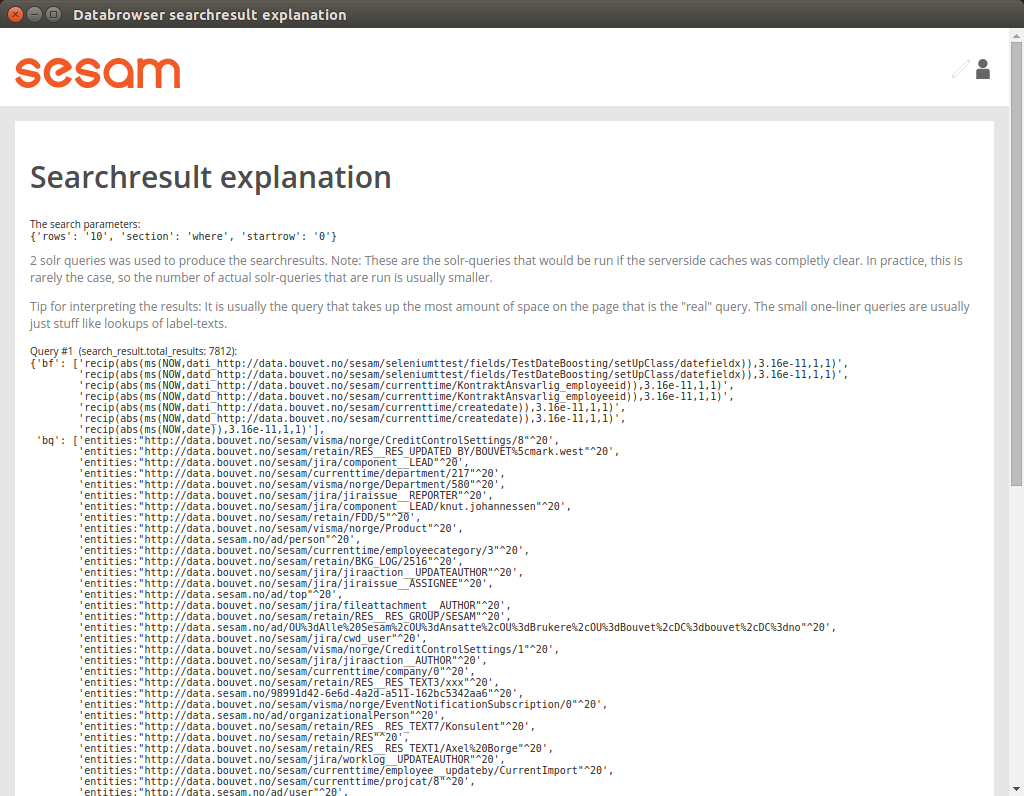 Databrowser searchresult explanation
sesam
Searchresult explanation
The search parameters:
{'rows': '10', 'section': 'where', 'startrow': '0'}
2 solr queries was used to produce the searchresults. Note: These are the solr-queries that would be run if the serverside caches was completly clear. In practice, this is
rarely the case, so the number of actual solr-queries that are run is usually smaller.
Tip for interpreting the results: It is usually the query that takes up the most amount of space on the page that is the "real" query. The small one-liner queries are usually
just stuff like lookups of label-texts.
Query #1 (search_result.total_results: 7812):
{'bf': ['recip(abs(ms(NOW,dati_http://data.bouvet.no/sesam/seleniumttest/fields/TestDateBoosting/setUpClass/datefieldx)),3.16e-11,1,1)',
'recip(abs(ms(NOW,datd_http://data.bouvet.no/sesam/seleniumttest/fields/TestDateBoosting/setUpClass/datefieldx)),3.16e-11,1,1)',
'recip(abs(ms(NOW,dati_http://data.bouvet.no/sesam/currenttime/KontraktAnsvarlig_employeeid)),3.16e-11,1,1)',
'recip(abs(ms(NOW,datd_http://data.bouvet.no/sesam/currenttime/KontraktAnsvarlig_employeeid)),3.16e-11,1,1)',
'recip(abs(ms(NOW,dati_http://data.bouvet.no/sesam/currenttime/createdate)),3.16e-11,1,1)',
'recip(abs(ms(NOW,datd_http://data.bouvet.no/sesam/currenttime/createdate)),3.16e-11,1,1)',
'recip(abs(ms(NOW,date)),3.16e-11,1,1)'],
'bq': ['entities:"http://data.bouvet.no/sesam/visma/norge/CreditControlSettings/8"^20',
'entities:"http://data.bouvet.no/sesam/retain/RES__RES_UPDATED_BY/BOUVET%5cmark.west"^20',
'entities:"http://data.bouvet.no/sesam/jira/component__LEAD"^20',
'entities:"http://data.bouvet.no/sesam/currenttime/department/217"^20',
'entities:"http://data.bouvet.no/sesam/visma/norge/Department/580"^20',
'entities:"http://data.bouvet.no/sesam/jira/jiraissue__REPORTER"^20',
'entities:"http://data.bouvet.no/sesam/jira/component__LEAD/knut.johannessen"^20',
'entities:"http://data.bouvet.no/sesam/retain/FDD/5"^20',
'entities:"http://data.bouvet.no/sesam/visma/norge/Product"^20',
'entities:"http://data.sesam.no/ad/person"^20',
'entities:"http://data.bouvet.no/sesam/currenttime/employeecategory/3"^20',
'entities:"http://data.bouvet.no/sesam/retain/BKG_LOG/2516"^20',
'entities:"http://data.bouvet.no/sesam/jira/jiraaction__UPDATEAUTHOR"^20',
'entities:"http://data.bouvet.no/sesam/jira/jiraissue__ASSIGNEE"^20',
'entities:"http://data.sesam.no/ad/top"^20',
'entities:"http://data.bouvet.no/sesam/jira/fileattachment__AUTHOR"^20',
'entities:"http://data.bouvet.no/sesam/retain/RES__RES_GROUP/SESAM"^20',
'entities:"http://data.sesam.no/ad/OU%3dAlle%20Sesam%2cOU%3dAnsatte%2cOU%3dBrukere%2cOU%3dBouvet%2cDC%3dbouvet%2cDC%3dno"^20',
'entities:"http://data.bouvet.no/sesam/jira/cwd_user"^20',
'entities:"http://data.bouvet.no/sesam/visma/norge/CreditControlSettings/1"^20',
'entities:"http://data.bouvet.no/sesam/jira/jiraaction__AUTHOR"^20',
'entities:"http://data.bouvet.no/sesam/currenttime/company/0"^20',
'entities:"http://data.bouvet.no/sesam/retain/RES__RES_TEXT3/xxx"^20',
'entities:"http://data.sesam.no/98991d42-6e6d-4a2d-a511-162bc5342aa6"^20',
'entities:"http://data.bouvet.no/sesam/visma/norge/EventNotificationSubscription/0"^20',
'entities:"http://data.sesam.no/ad/organizationalPerson"^20',
'entities:"http://data.bouvet.no/sesam/retain/RES__RES_TEXT7/Konsulent"^20',
'entities:"http://data.bouvet.no/sesam/retain/RES"^20',
'entities:"http://data.bouvet.no/sesam/retain/RES__RES_TEXT1/Axel%20Borge"^20',
'entities:"http://data.bouvet.no/sesam/jira/worklog__UPDATEAUTHOR"^20',
'entities:"http://data.bouvet.no/sesam/currenttime/employee__updateby/CurrentImport"^20',
'entities:"http://data.bouvet.no/sesam/currenttime/projcat/8"^20',
'entities:"http://data.sesam.no/ad/user"^20',